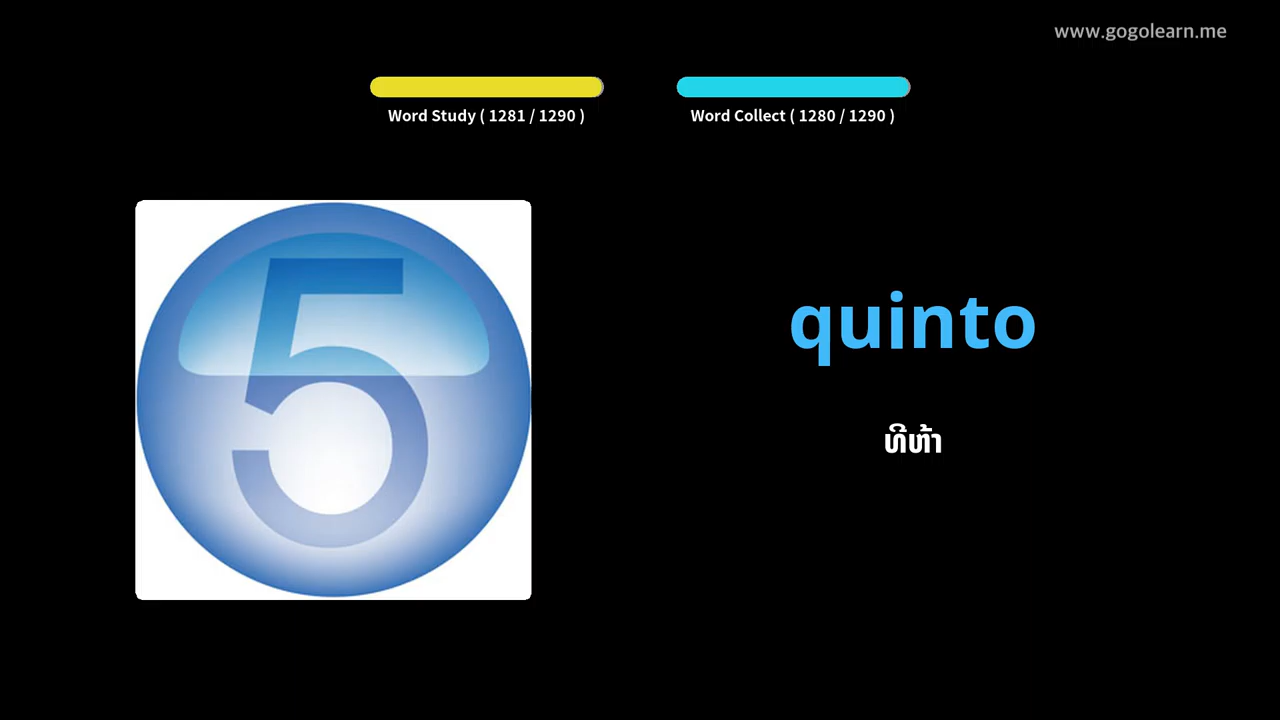 www.gogolearn.me
Word Study ( 1281 / 1290 )
Word Collect ( 1280 / 1290 )
5
quinto
ທີຫ້າ